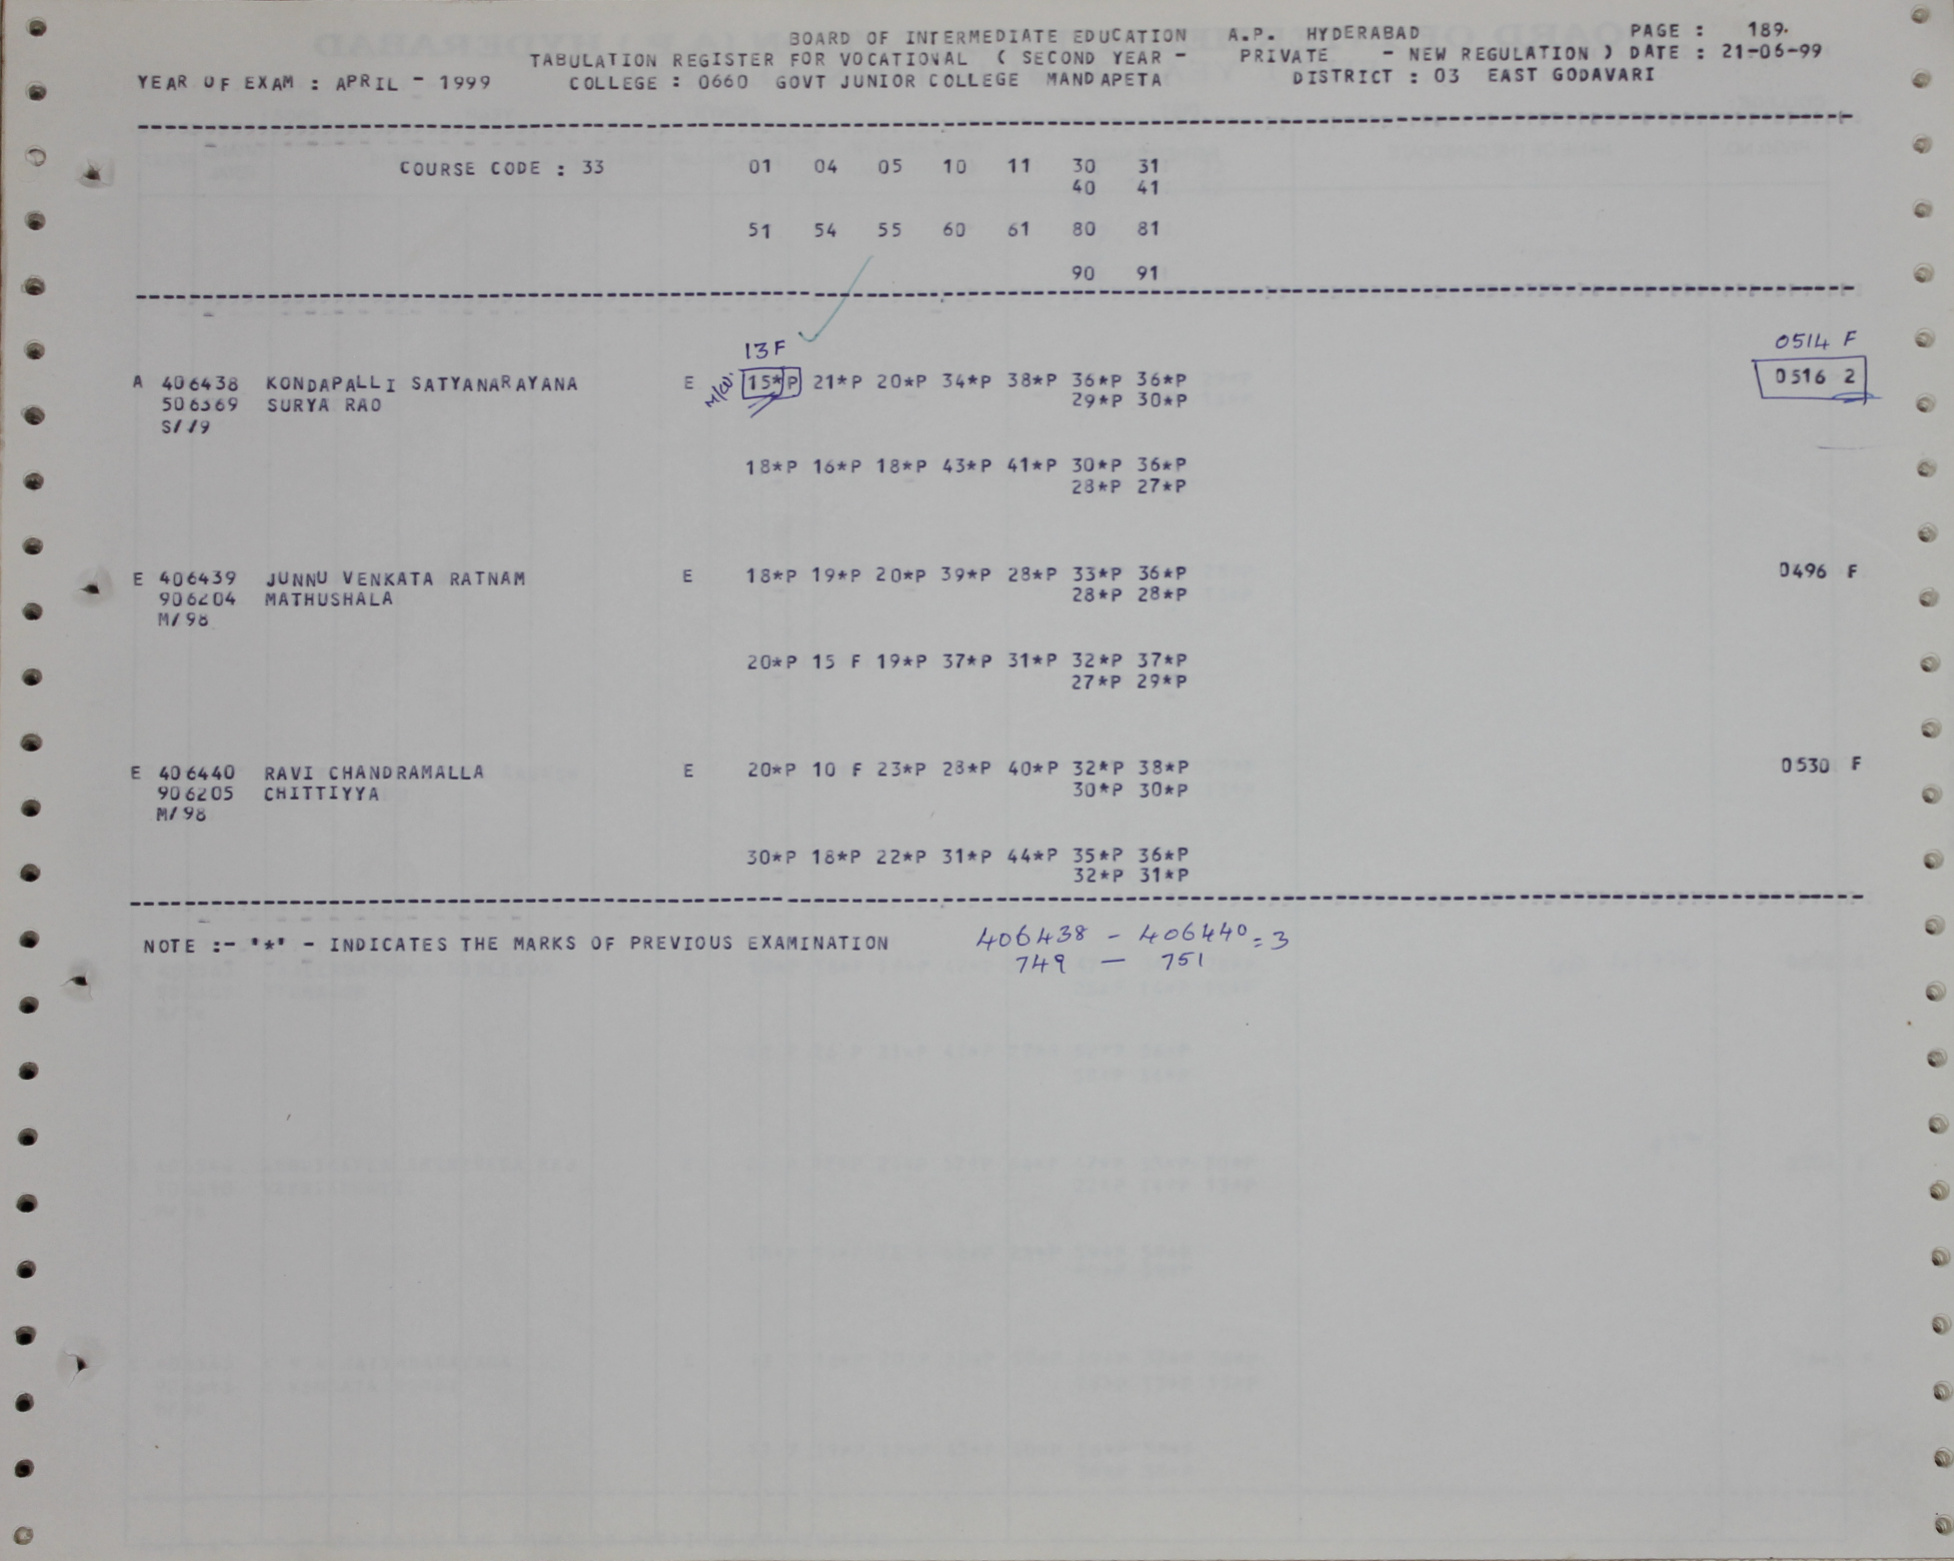 BOARD OF INTERMEDIATE EDUCATION A.P. HYDERABAD PAGE : 189.
TABULATION REGISTER FOR VOCATIONAL ( SECOND YEAR - PRIVATE - NEW REGULATION ) DATE : 21-06-99
YEAR OF EXAM : APRIL - 1999 COLLEGE : 0660 GOVT JUNIOR COLLEGE MANDAPETA DISTRICT : 03 EAST GODAVARI
COURSE CODE : 33 01 04 05 10 11 30 31
40 41
51 54 55 60 61 80 81
90 91
13 F 0514 F
A 406438 KONDAPALLI SATYANARAYANA E 15*P 21*P 20*P 34*P 38*P 36*P 36*P 0516 2
506369 SURYA RAO 29*P 30*P
18*P 16*P 18*P 43*P 41*P 30*P 36*P
28*P 27*P
E 406439 JUNNU VENKATA RATNAM E 18*P 19*P 20*P 39*P 28*P 33*P 36*P 0496 F
906204 MATHUSHALA 28*P 28*P
M/98
20*P 15 F 19*P 37*P 31*P 32*P 37*P
27*P 29*P
E 406440 RAVI CHANDRAMALLA E 20*P 10 F 23*P 28*P 40*P 32*P 38*P 0530 F
906205 CHITTIYYA 30*P 30*P
M/98
30*P 18*P 22*P 31*P 44*P 35*P 36*P
32*P 31*P
NOTE :- '*' - INDICATES THE MARKS OF PREVIOUS EXAMINATION 406438 - 406440 = 3
749 — 751